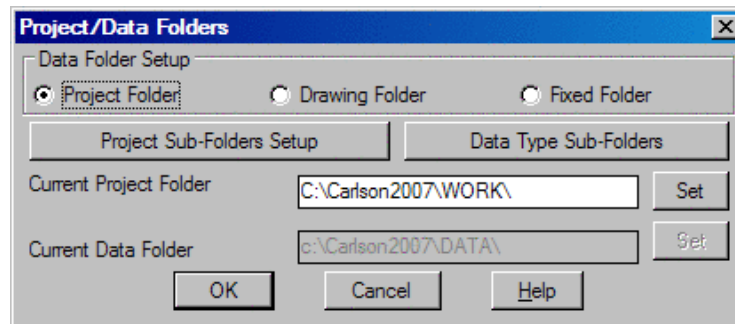 Project/Data Folders
Data Folder Setup
Project Folder
Drawing Folder
Fixed Folder
Project Sub-Folders Setup
Data Type Sub-Folders
Current Project Folder
C:\Carlson2007\WORK\
Set
Current Data Folder
c:\Carlson2007\DATA\
Set
OK
Cancel
Help